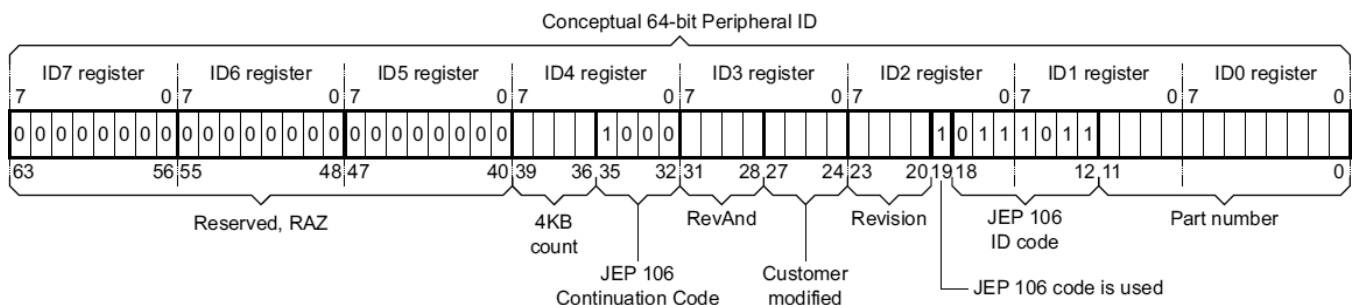 Conceptual 64-bit Peripheral ID
ID7 register ID6 register ID5 register ID4 register ID3 register ID2 register ID1 register ID0 register
7 0 7 0 7 0 7 0 7 0 7 0 7 0 7 0
0 0 0 0 0 0 0 0 0 0 0 0 0 0 0 0 0 0 0 0 0 0 0 0 1 0 0 0 1 0 1 1 1 0 1 1
63 56 55 48 47 40 39 36 35 32 31 28 27 24 23 20 19 18 12 11 0
Reserved, RAZ
4KB
count
JEP 106
Continuation Code
RevAnd
Customer
modified
Revision
JEP 106 code is used
JEP 106
ID code
Part number